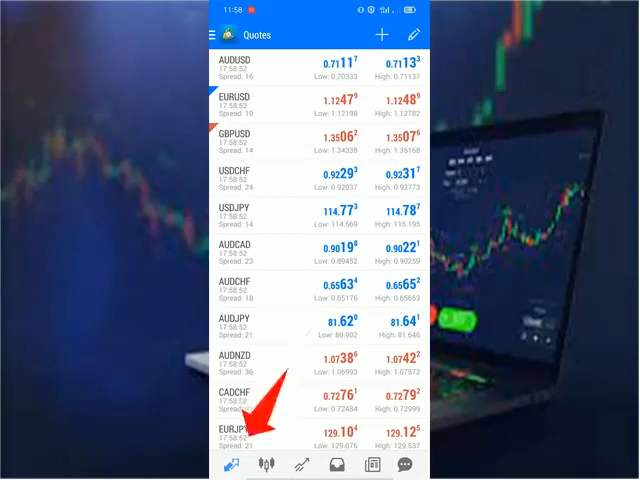 11:58
Quotes
AUDUSD
17:58:52
Spread: 16
0.71117 0.71133
Low: 0.70333 High: 0.71137
EURUSD
17:58:52
Spread: 10
1.12479 1.12489
Low: 1.12198 High: 1.12782
GBPUSD
17:58:52
Spread: 14
1.35062 1.35076
Low: 1.34338 High: 1.35168
USDCHF
17:58:52
Spread: 24
0.92293 0.92317
Low: 0.92037 High: 0.92773
USDJPY
17:58:52
Spread: 14
114.773 114.787
Low: 114.569 High: 115.195
AUDCAD
17:58:52
Spread: 23
0.90198 0.90221
Low: 0.89452 High: 0.90259
AUDCHF
17:58:52
Spread: 18
0.65634 0.65652
Low: 0.65176 High: 0.65653
AUDJPY
17:58:52
Spread: 21
81.620 81.641
Low: 80.902 High: 81.646
AUDNZD
17:58:52
Spread: 36
1.07386 1.07422
Low: 1.06993 High: 1.07572
CADCHF
17:58:52
0.72761 0.72792
Low: 0.72484 High: 0.72999
EURJPY
17:58:52
Spread: 21
129.104 129.125
Low: 129.076 High: 129.537